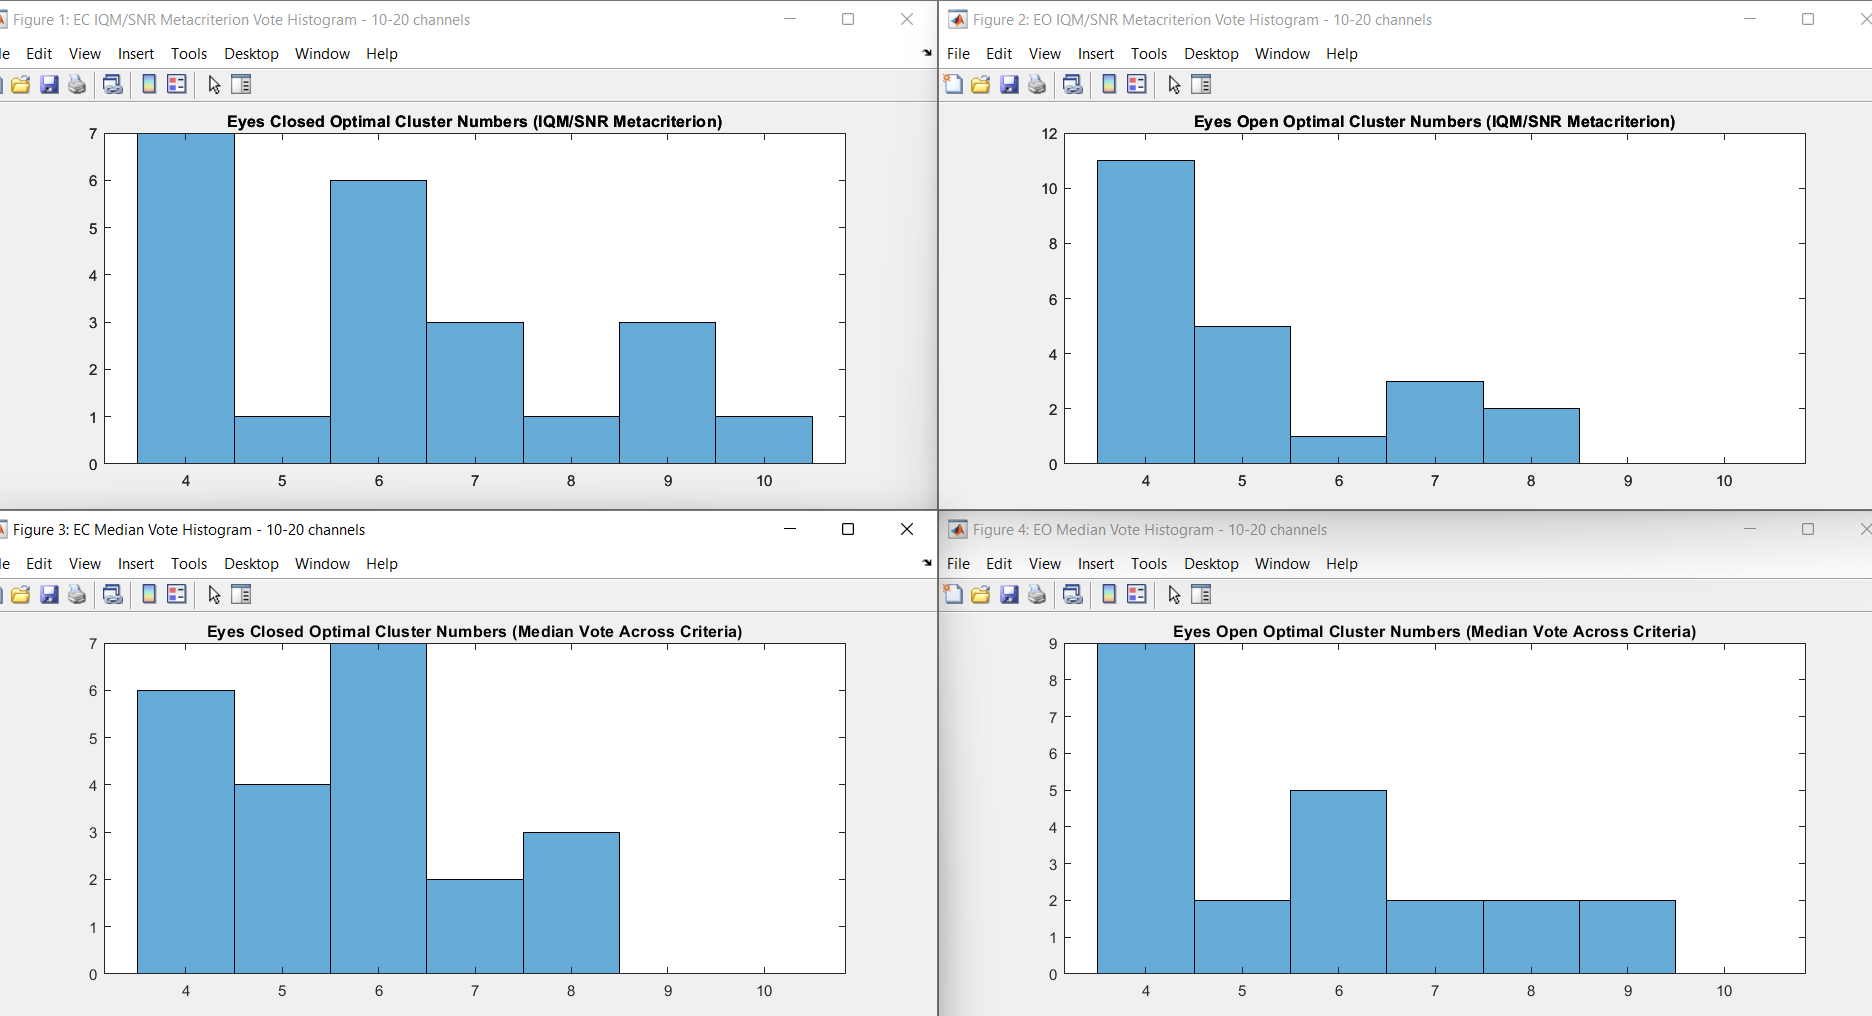 Figure 1: EC IQM/SNR Metacriterion Vote Histogram - 10-20 channels
le Edit View Insert Tools Desktop Window Help
Eyes Closed Optimal Cluster Numbers (IQM/SNR Metacriterion)
7
6
5
4
3
2
1
0
4 5 6 7 8 9 10
Figure 2: EO IQM/SNR Metacriterion Vote Histogram - 10-20 channels
File Edit View Insert Tools Desktop Window Help
Eyes Open Optimal Cluster Numbers (IQM/SNR Metacriterion)
12
10
8
6
4
2
0
4 5 6 7 8 9 10
Figure 3: EC Median Vote Histogram - 10-20 channels
le Edit View Insert Tools Desktop Window Help
Eyes Closed Optimal Cluster Numbers (Median Vote Across Criteria)
7
6
5
4
3
2
1
0
4 5 6 7 8 9 10
Figure 4: EO Median Vote Histogram - 10-20 channels
File Edit View Insert Tools Desktop Window Help
Eyes Open Optimal Cluster Numbers (Median Vote Across Criteria)
9
8
7
6
5
4
3
2
1
0
4 5 6 7 8 9 10